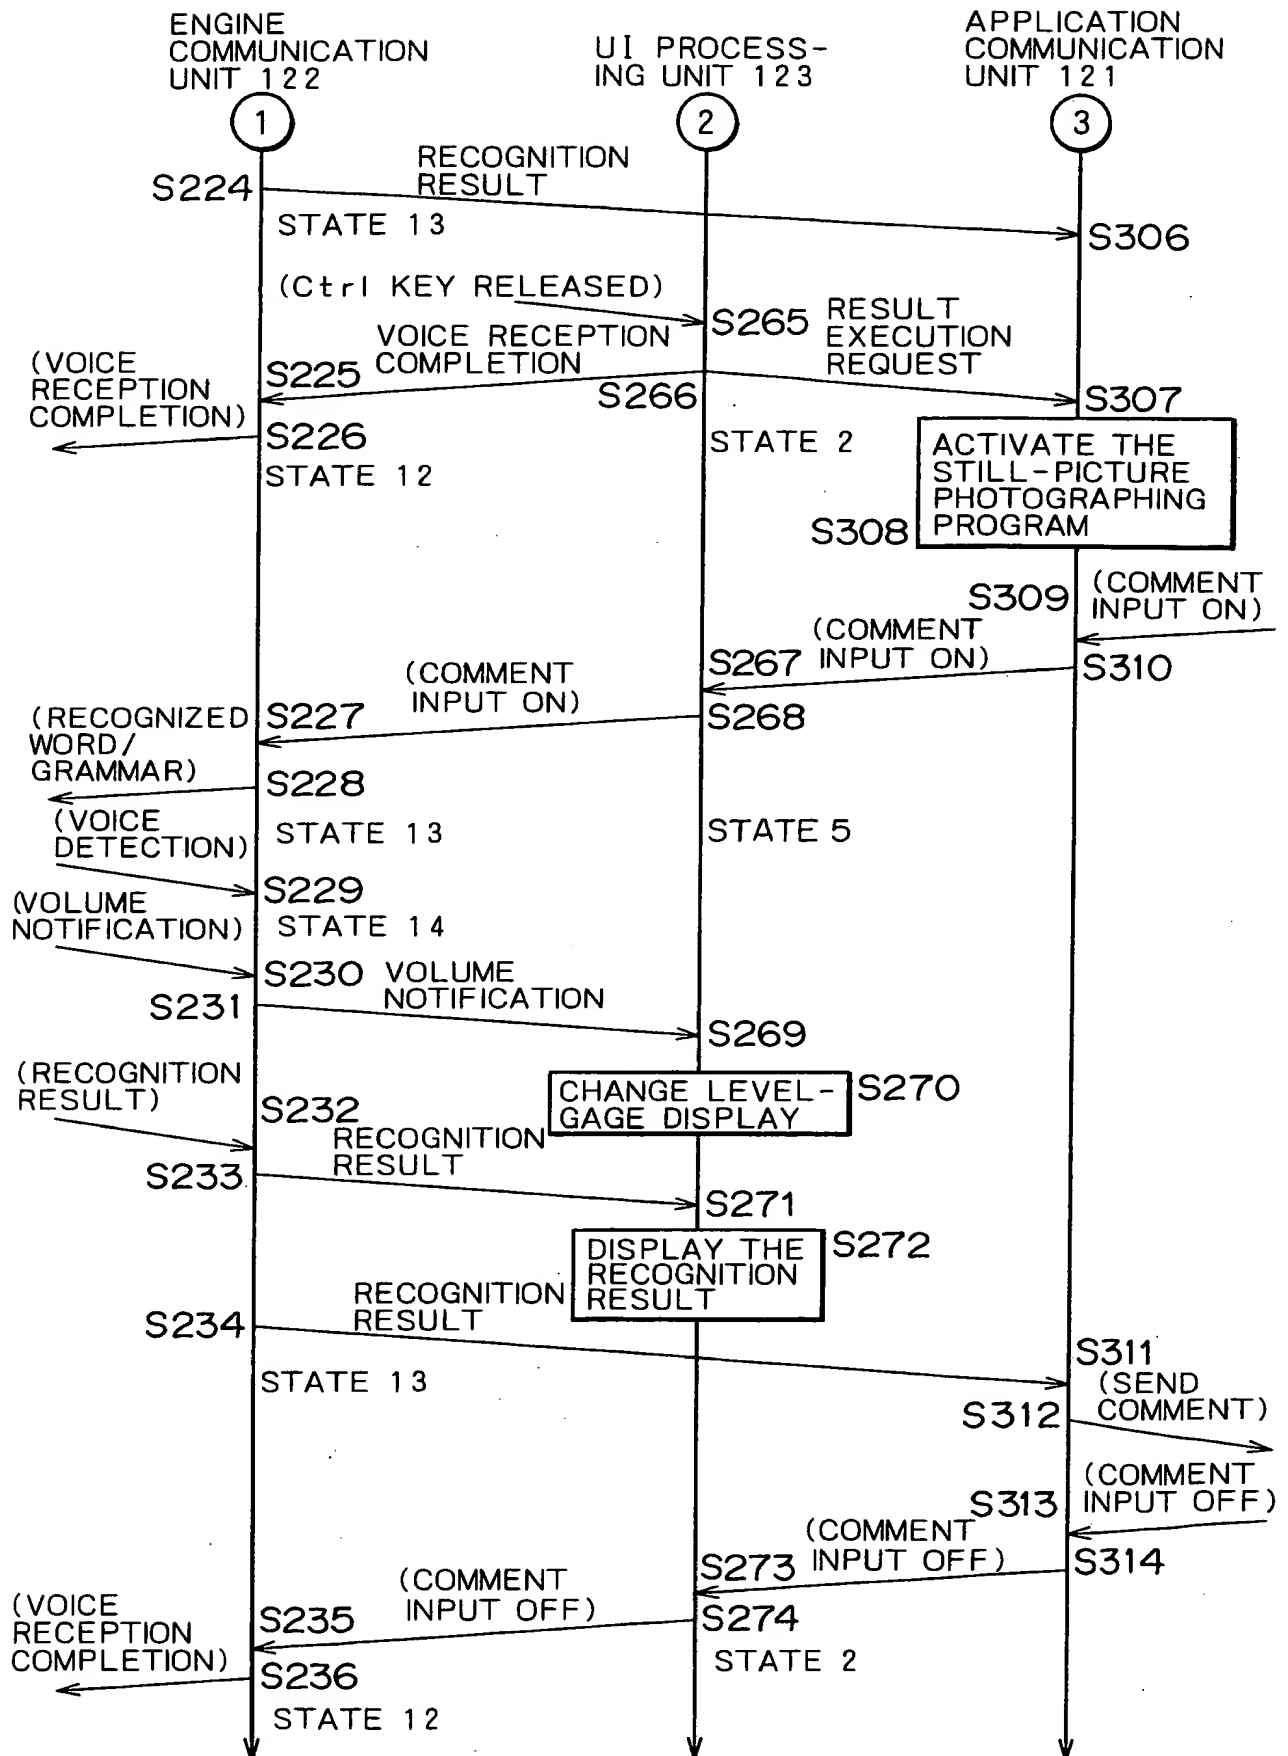 ENGINE
COMMUNICATION
UNIT 122
UI PROCESS-
ING UNIT 123
APPLICATION
COMMUNICATION
UNIT 121
1
2
3
RECOGNITION
RESULT
S224
STATE 13
S306
(Ctrl KEY RELEASED)
S265
RESULT
EXECUTION
REQUEST
VOICE RECEPTION
COMPLETION
(VOICE
RECEPTION
COMPLETION)
S225
S266
S307
S226
STATE 12
STATE 2
ACTIVATE THE
STILL-PICTURE
PHOTOGRAPHING
PROGRAM
S308
S309
(COMMENT
INPUT ON)
(COMMENT
INPUT ON)
S267
S310
(COMMENT
INPUT ON)
S268
S227
(RECOGNIZED
WORD/
GRAMMAR)
S228
(VOICE
DETECTION)
STATE 13
STATE 5
S229
(VOLUME
NOTIFICATION)
STATE 14
S230
VOLUME
NOTIFICATION
S231
S269
(RECOGNITION
RESULT)
CHANGE LEVEL-
GAGE DISPLAY
S270
S232
RECOGNITION
RESULT
S233
S271
DISPLAY THE
RECOGNITION
RESULT
S272
RECOGNITION
RESULT
S234
S311
STATE 13
(SEND
COMMENT)
S312
(COMMENT
INPUT OFF)
S313
(COMMENT
INPUT OFF)
S273
S314
(COMMENT
INPUT OFF)
(VOICE
RECEPTION
COMPLETION)
S235
S274
STATE 2
S236
STATE 12